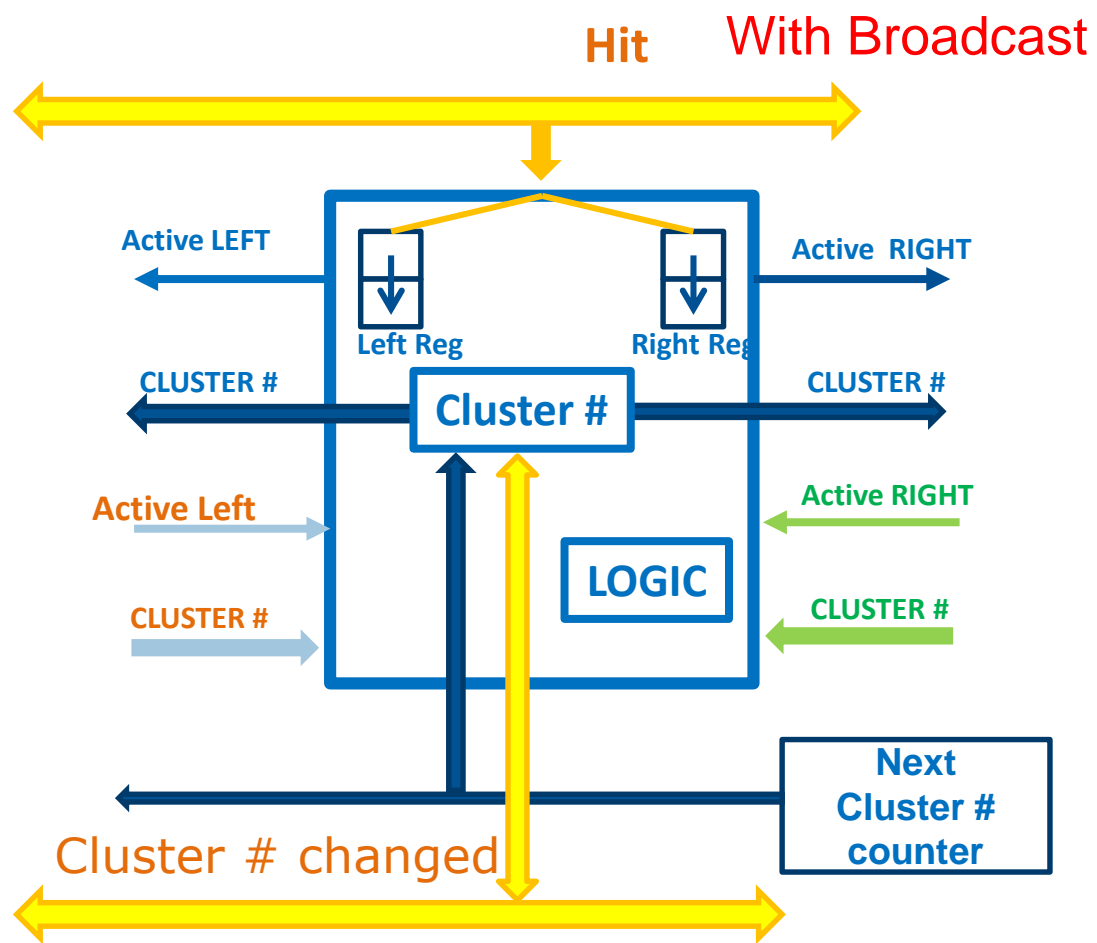 Hit
With Broadcast
Active LEFT
Active RIGHT
Left Reg
Right Reg
CLUSTER #
Cluster #
CLUSTER #
Active Left
Active RIGHT
LOGIC
CLUSTER #
CLUSTER #
Next
Cluster #
counter
Cluster # changed